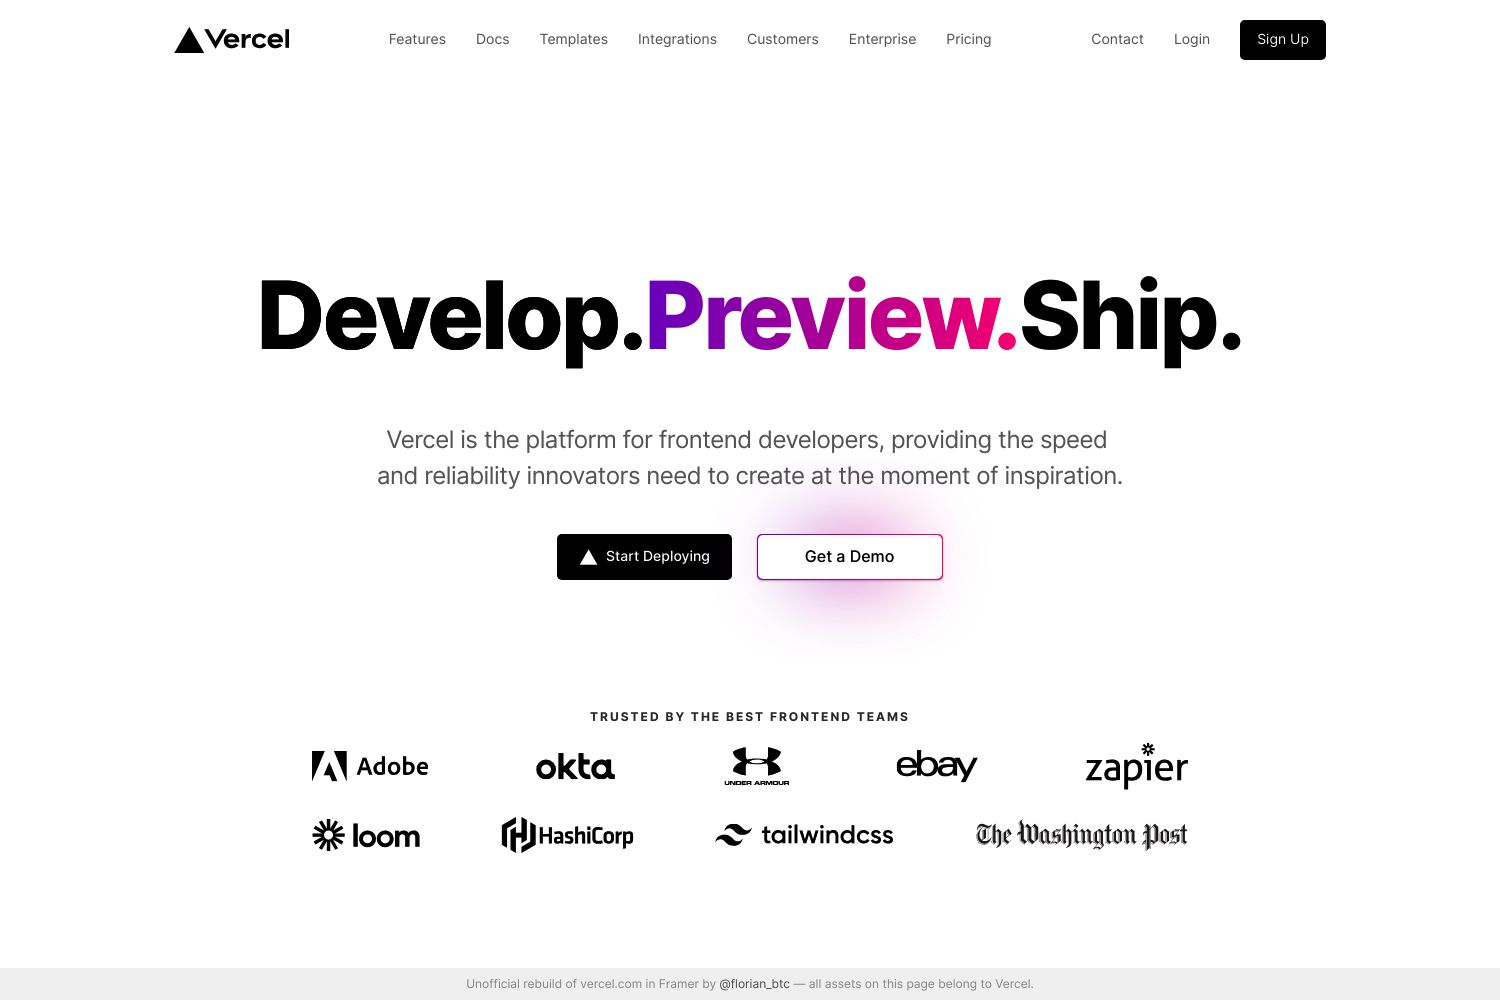 Vercel Features Docs Templates Integrations Customers Enterprise Pricing Contact Login Sign Up
Develop.Preview.Ship.
Vercel is the platform for frontend developers, providing the speed
and reliability innovators need to create at the moment of inspiration.
Start Deploying Get a Demo
TRUSTED BY THE BEST FRONTEND TEAMS
Adobe okta UNDER ARMOUR ebay zapier
loom HashiCorp tailwindcss The Washington Post
Unofficial rebuild of vercel.com in Framer by @florian_btc — all assets on this page belong to Vercel.